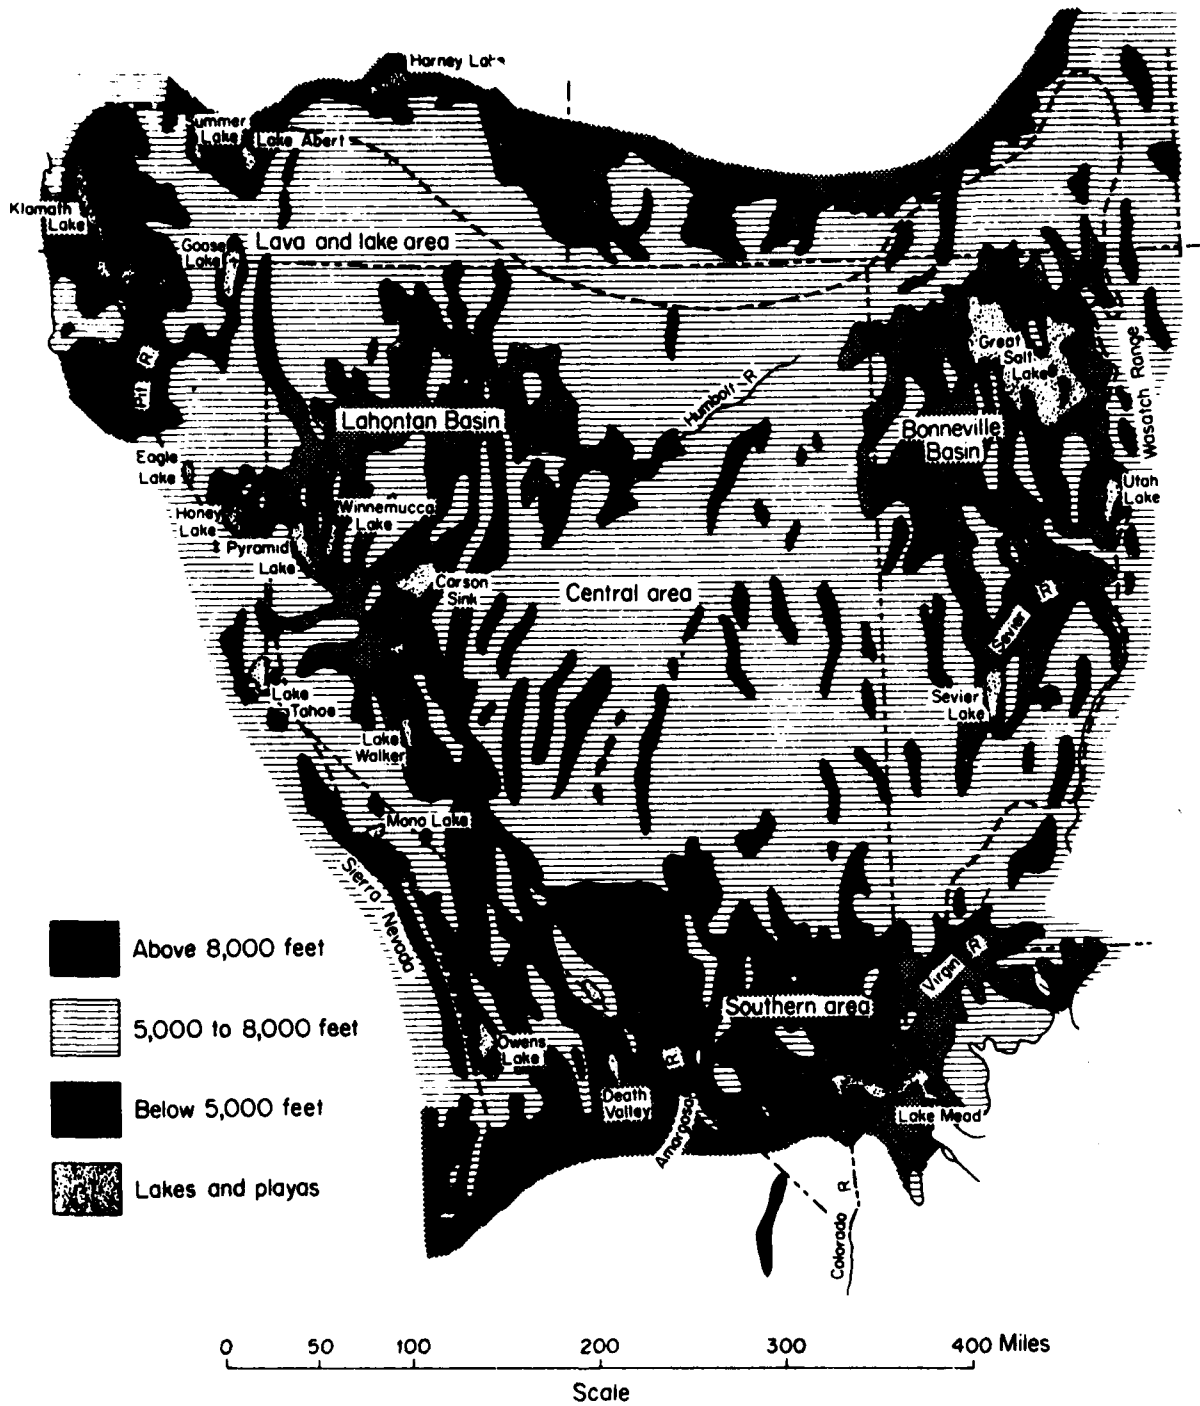 Harney Lake
Summer
Lake
Lake Abert
Klamath
Lake
Goose
Lake
Lava and lake area
Pit R
Great
Salt
Lake
Wasatch Range
Humbolt R
Lahontan Basin
Bonneville
Basin
Eagle
Lake
Utah
Lake
Honey
Lake
Winnemucca
Lake
Pyramid
Lake
Carson
Sink
Central area
Sevier R
Lake
Tahoe
Sevier
Lake
Lake
Walker
Mono Lake
Sierra Nevada
Above 8,000 feet
Virgin R
Southern area
5,000 to 8,000 feet
Owens
Lake
Death
Valley
Amargosa R
Lake Mead
Below 5,000 feet
Lakes and playas
Colorado R
0 50 100 200 300 400 Miles
Scale